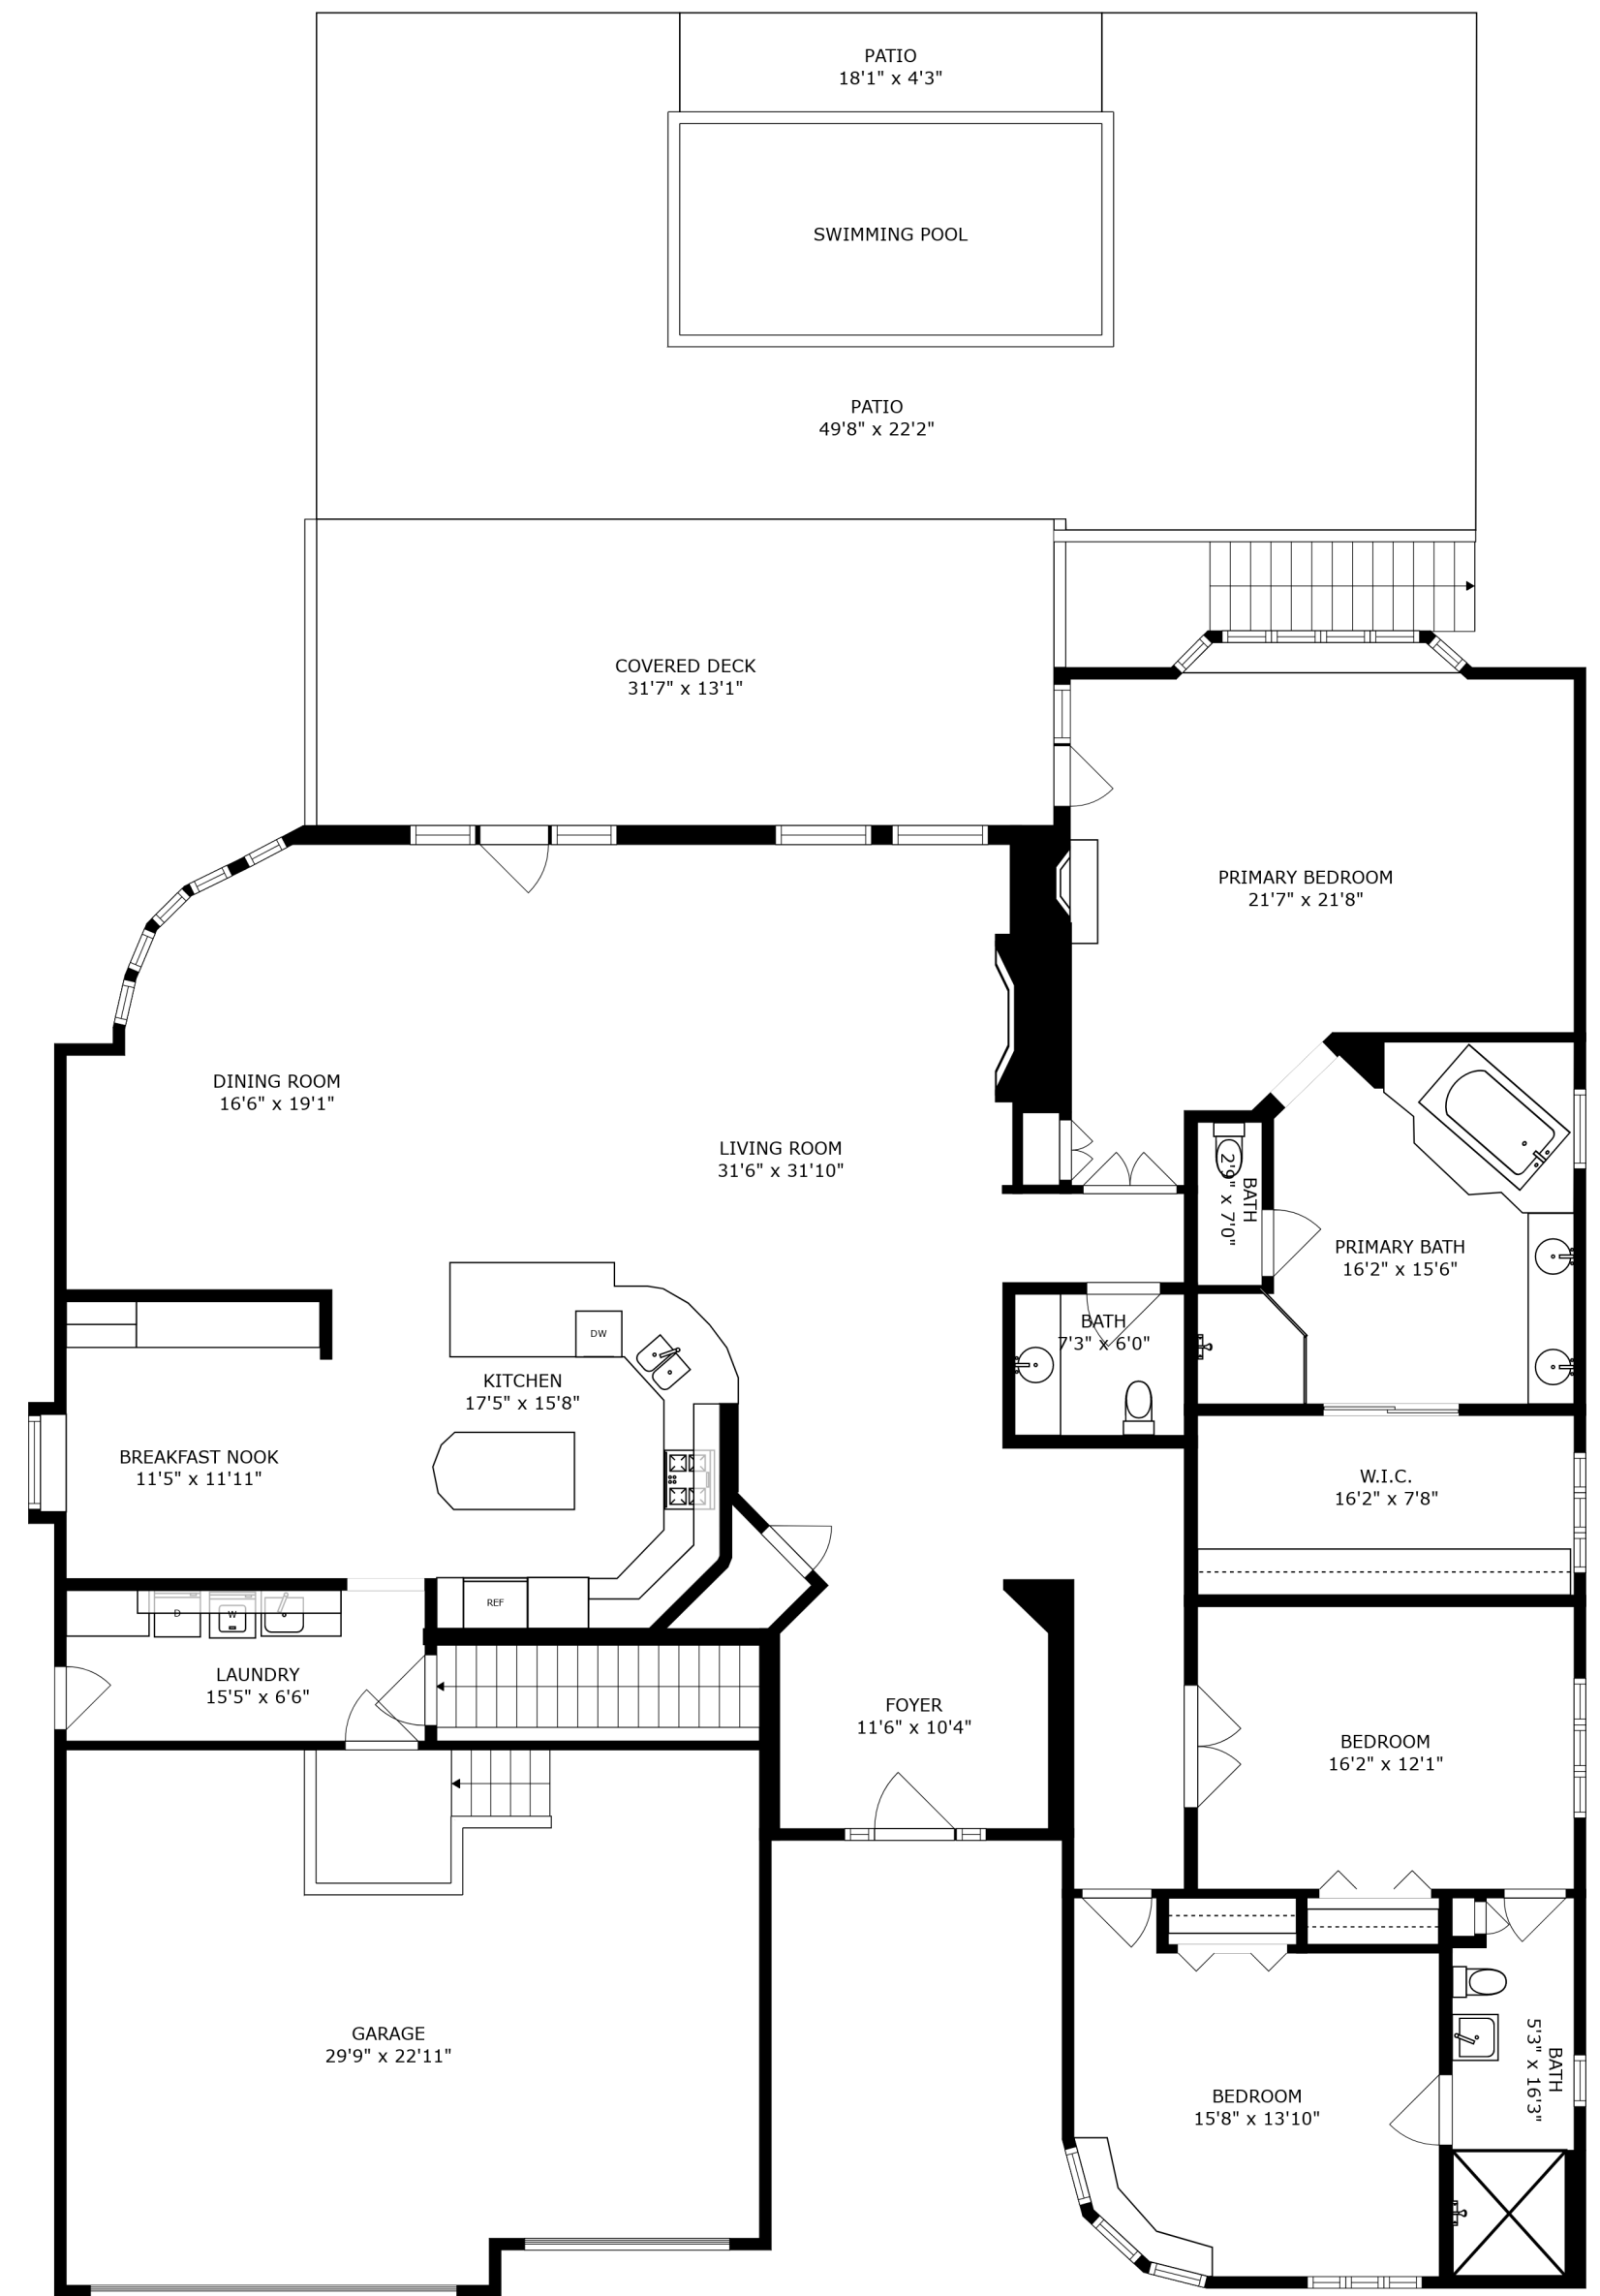 PATIO
18'1" x 4'3"
SWIMMING POOL
PATIO
49'8" x 22'2"
COVERED DECK
31'7" x 13'1"
PRIMARY BEDROOM
21'7" x 21'8"
DINING ROOM
16'6" x 19'1"
LIVING ROOM
31'6" x 31'10"
BATH
2'9" x 7'0"
PRIMARY BATH
16'2" x 15'6"
DW
BATH
7'3" x 6'0"
KITCHEN
17'5" x 15'8"
BREAKFAST NOOK
11'5" x 11'11"
W.I.C.
16'2" x 7'8"
REF
D
W
LAUNDRY
15'5" x 6'6"
FOYER
11'6" x 10'4"
BEDROOM
16'2" x 12'1"
GARAGE
29'9" x 22'11"
BATH
5'3" x 16'3"
BEDROOM
15'8" x 13'10"